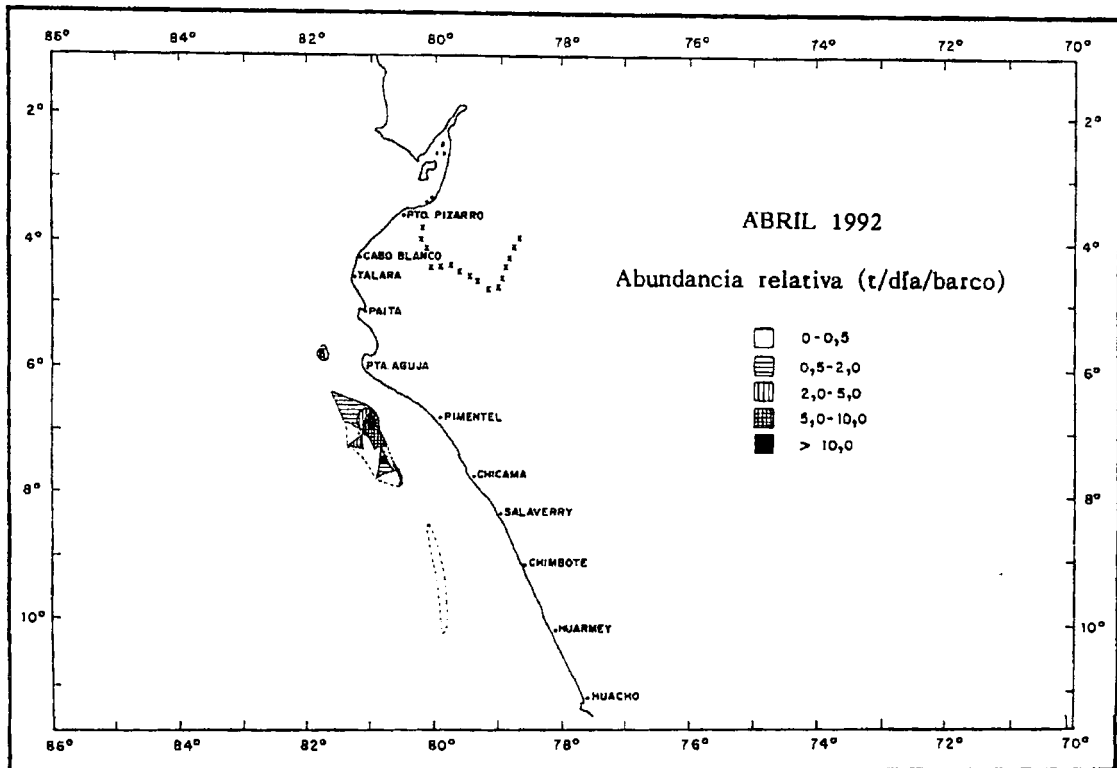 86° 84° 82° 80° 78° 76° 74° 72° 70°
2° 2°
PTO. PIZARRO
ABRIL 1992
4° 4°
CABO BLANCO
TALARA
Abundancia relativa (t/día/barco)
PAITA
0-0,5
PTA. AGUJA
6° 6°
0,5-2,0
2,0-5,0
PIMENTEL
5,0-10,0
> 10,0
CHICAMA
8° 8°
SALAVERRY
CHIMBOTE
10° 10°
HUARMEY
HUACHO
86° 84° 82° 80° 78° 76° 74° 72° 70°